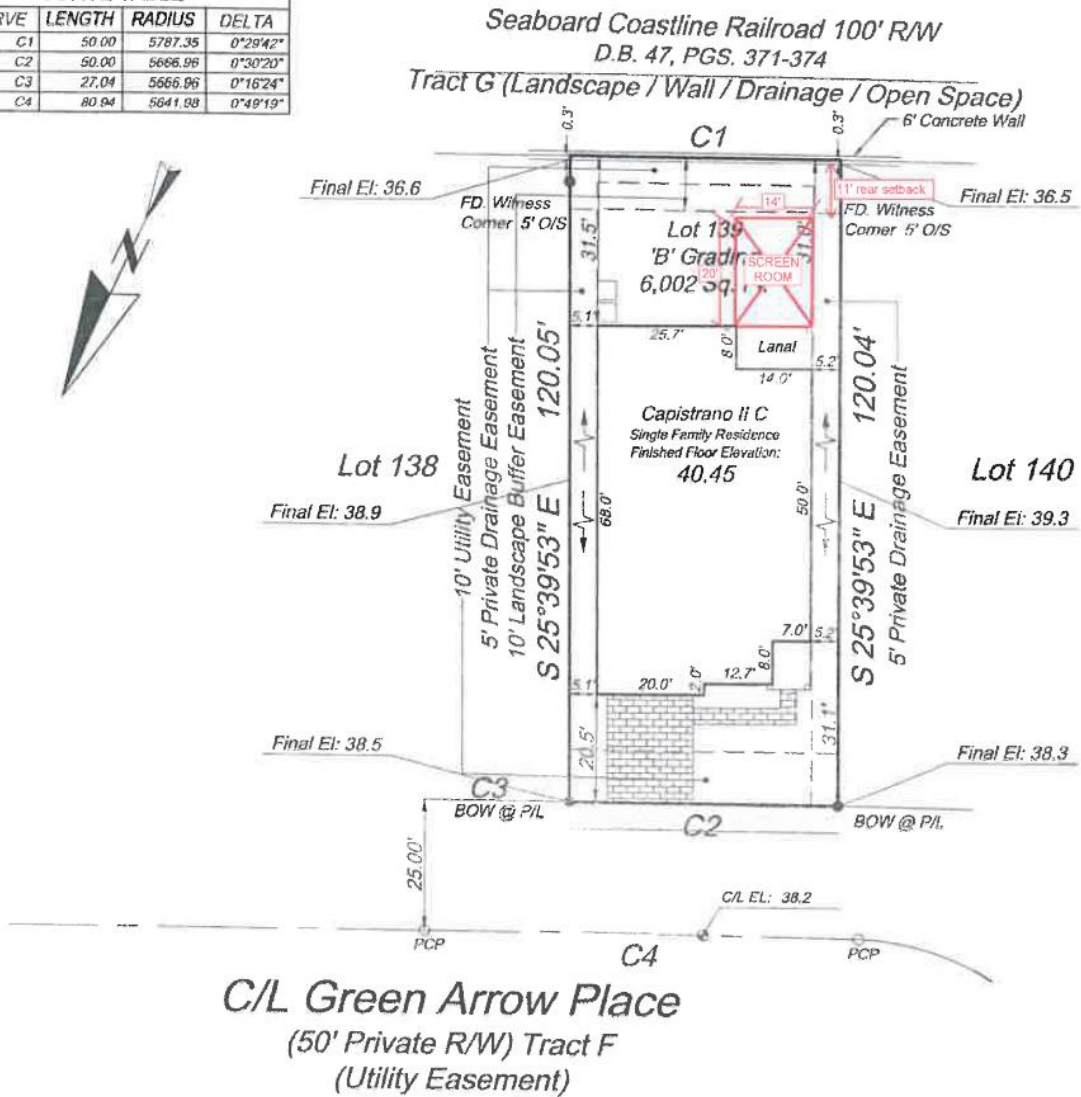 RVE LENGTH RADIUS DELTA
C1 50.00 5787.35 0°29'42"
C2 50.00 5666.96 0°30'20"
C3 27.04 5666.96 0°16'24"
C4 80.94 5641.98 0°49'19"
Seaboard Coastline Railroad 100' R/W
D.B. 47, PGS. 371-374
Tract G (Landscape / Wall / Drainage / Open Space)
6' Concrete Wall
0.3'
C1
0.3'
Final El: 36.6
FD. Witness
Corner 5' O/S
11' rear setback
Final El: 36.5
FD. Witness
Corner 5' O/S
14'
31.5'
Lot 139
'B' Grading
6,002 Sq.
31.0'
20'
SCREEN
ROOM
5.1'
25.7'
8.0'
Lanai
14.0'
5.2'
10' Utility Easement
5' Private Drainage Easement
10' Landscape Buffer Easement
S 25°39'53" E 120.05'
68.0'
Capistrano II C
Single Family Residence
Finished Floor Elevation:
40.45
50.0'
S 25°39'53" E 120.04'
5' Private Drainage Easement
Lot 138
Lot 140
Final El: 38.9
Final El: 39.3
7.0'
5.2'
8.0'
12.7'
2.0'
20.0'
5.1'
20.5'
31.1'
Final El: 38.5
Final El: 38.3
C3
BOW @ P/L
C2
BOW @ P/L
25.00'
C/L EL: 38.2
PCP
C4
PCP
C/L Green Arrow Place
(50' Private R/W) Tract F
(Utility Easement)